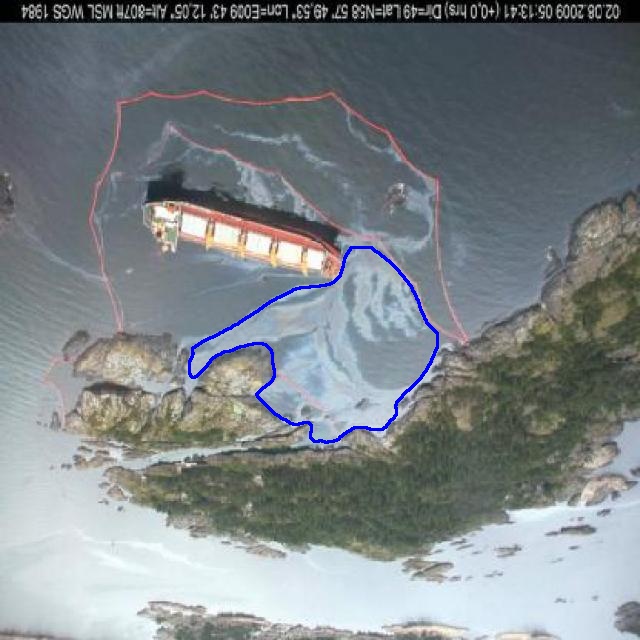 02.08.2009 05:13:41 (+0,0 hrs) Dir=49 Lat=N58 57' 49,53" Lon=E009 43' 12,05" Alt=807ft MSL WGS 1984